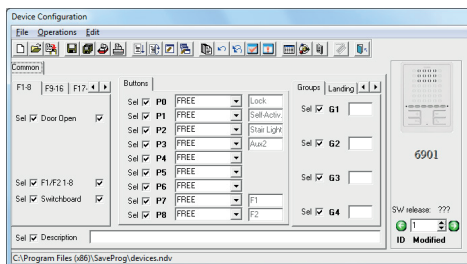 Device Configuration
File Operations Edit
Common
F1-8 F9-16 F17-
Sel Door Open
Sel F1/F2 1-8
Sel Switchboard
Buttons
Sel P0 FREE Lock
Sel P1 FREE Self-Activ.
Sel P2 FREE Stair Light
Sel P3 FREE Aux2
Sel P4 FREE
Sel P5 FREE
Sel P6 FREE
Sel P7 FREE F1
Sel P8 FREE F2
Groups Landing
Sel G1
Sel G2
Sel G3
Sel G4
6901
SW release: ???
1
ID Modified
Sel Description
C:\Program Files (x86)\SaveProg\devices.ndv